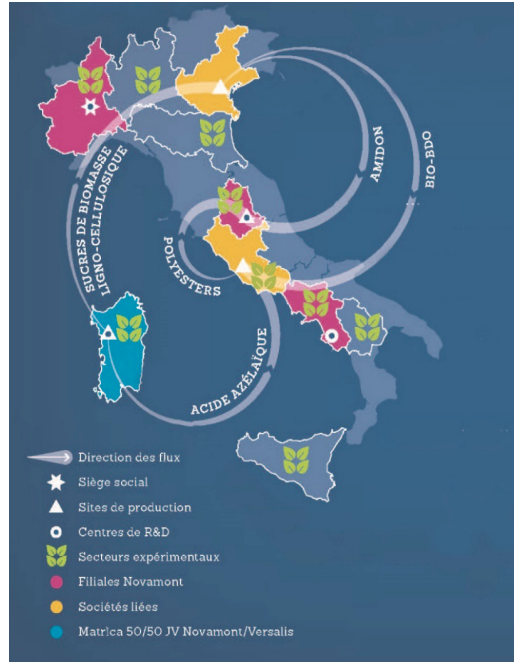 AMIDON
BIO-BDO
SUCRES DE BIOMASSE
LIGNO-CELLULOSIQUE
POLYESTERS
ACIDE AZÉLAÏQUE
Direction des flux
Siège social
Sites de production
Centres de R&D
Secteurs expérimentaux
Filiales Novamont
Sociétés liées
Matrica 50/50 JV Novamont/Versalis